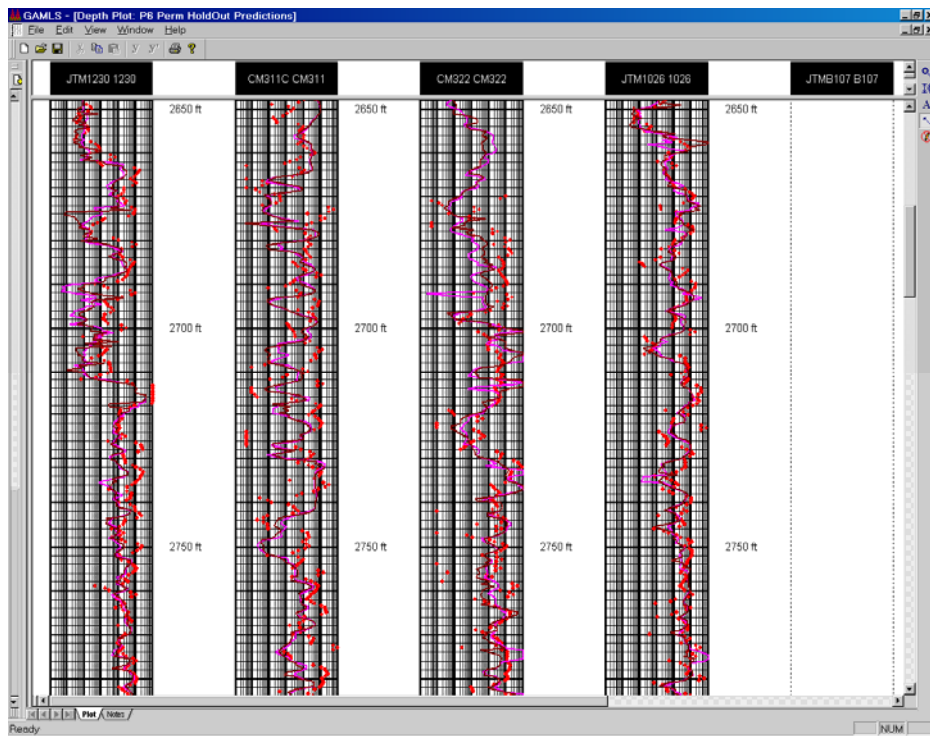 GAMLS - [Depth Plot: P6 Perm HoldOut Predictions]
File Edit View Window Help
JTM1230 1230 CM311C CM311 CM322 CM322 JTM1026 1026 JTMB107 B107
2650 ft 2650 ft 2650 ft 2650 ft
2700 ft 2700 ft 2700 ft 2700 ft
2750 ft 2750 ft 2750 ft 2750 ft
Plot Notes
Ready NUM